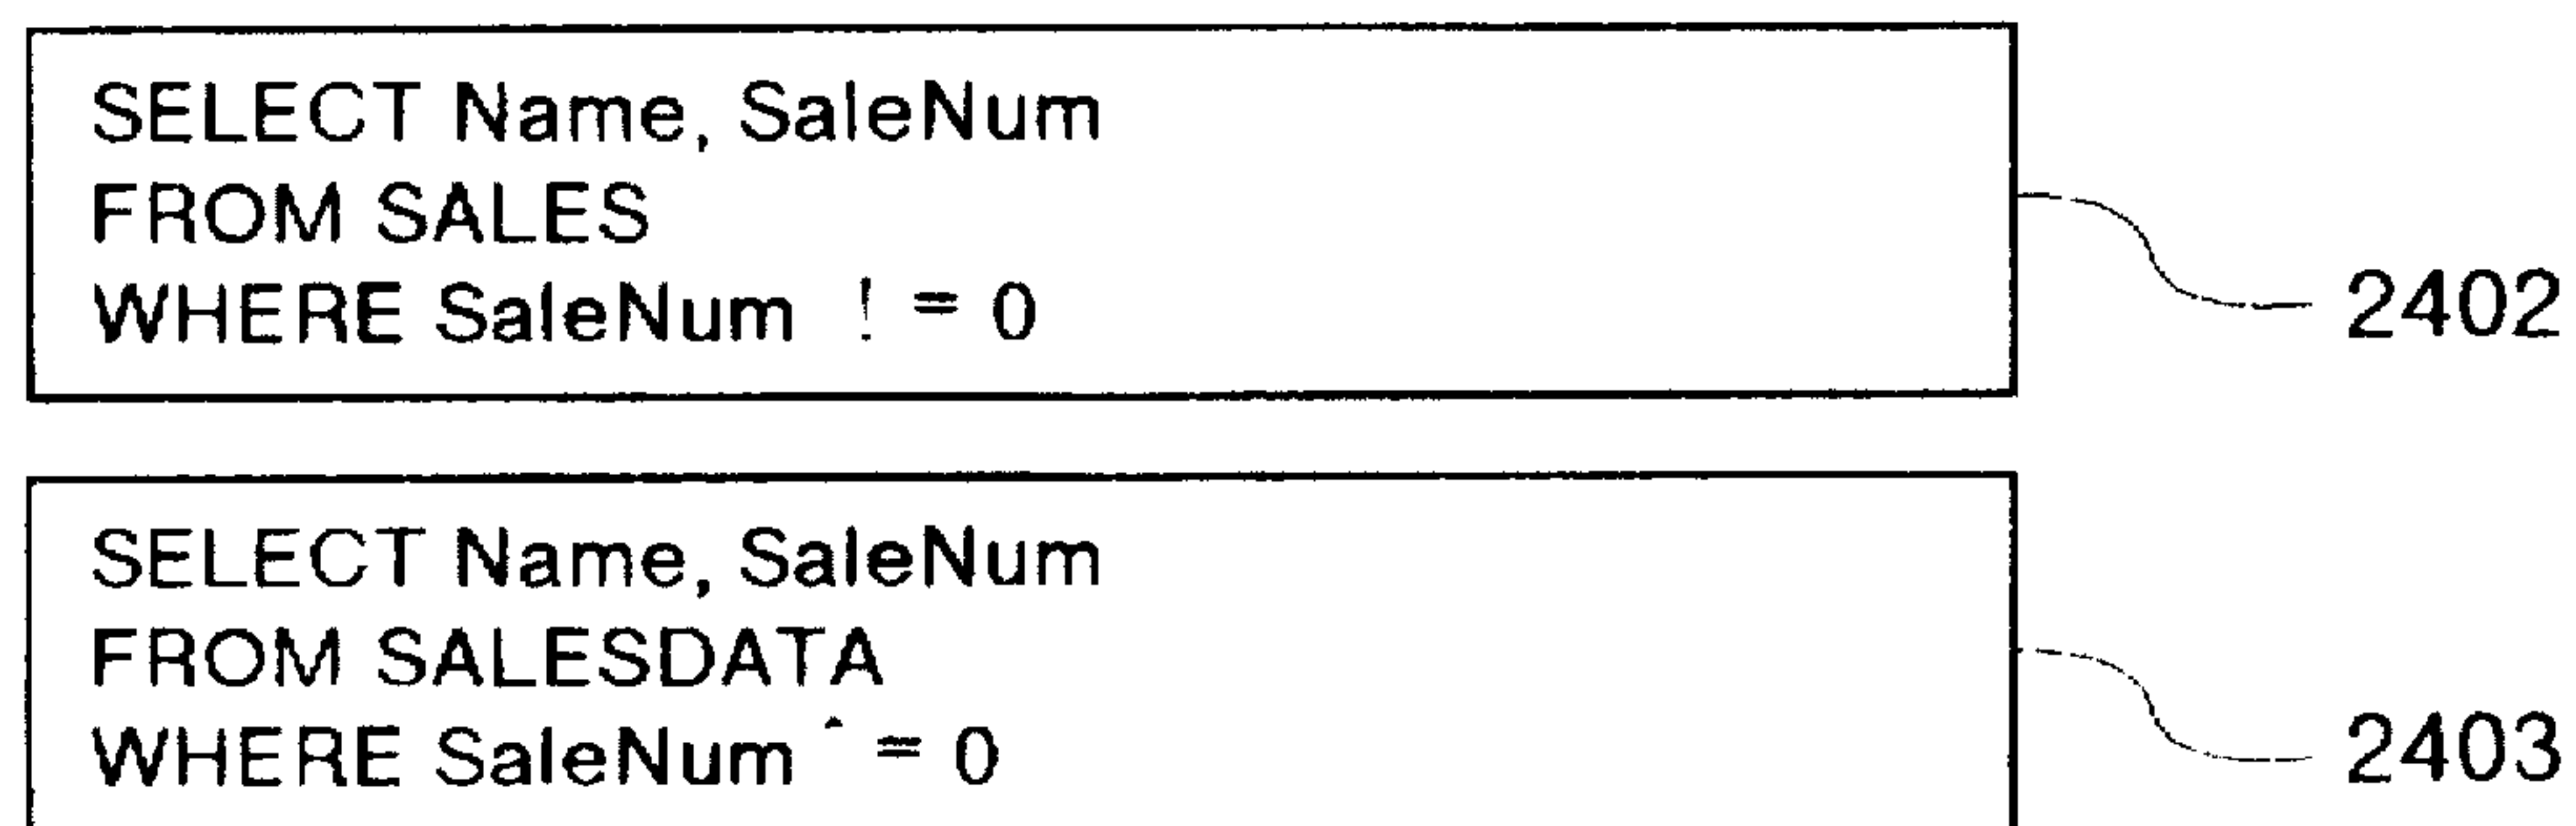 SELECT Name, SaleNum
FROM SALES
WHERE SaleNum ! = 0
2402
SELECT Name, SaleNum
FROM SALESDATA
WHERE SaleNum ^ = 0
2403